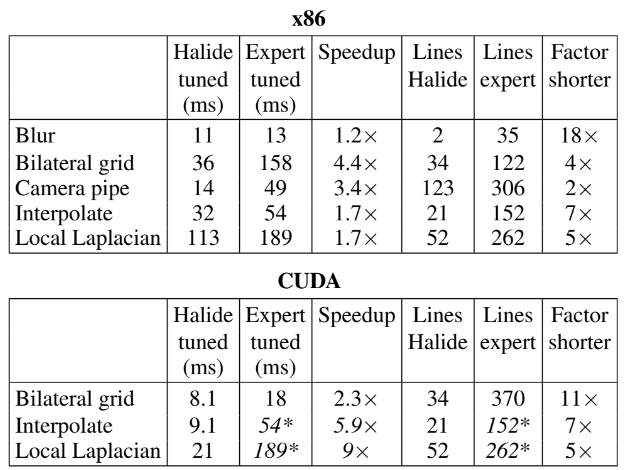 x86
Halide Expert Speedup Lines Lines Factor
tuned tuned Halide expert shorter
(ms) (ms)
Blur 11 13 1.2× 2 35 18×
Bilateral grid 36 158 4.4× 34 122 4×
Camera pipe 14 49 3.4× 123 306 2×
Interpolate 32 54 1.7× 21 152 7×
Local Laplacian 113 189 1.7× 52 262 5×
CUDA
Halide Expert Speedup Lines Lines Factor
tuned tuned Halide expert shorter
(ms) (ms)
Bilateral grid 8.1 18 2.3× 34 370 11×
Interpolate 9.1 54* 5.9× 21 152* 7×
Local Laplacian 21 189* 9× 52 262* 5×